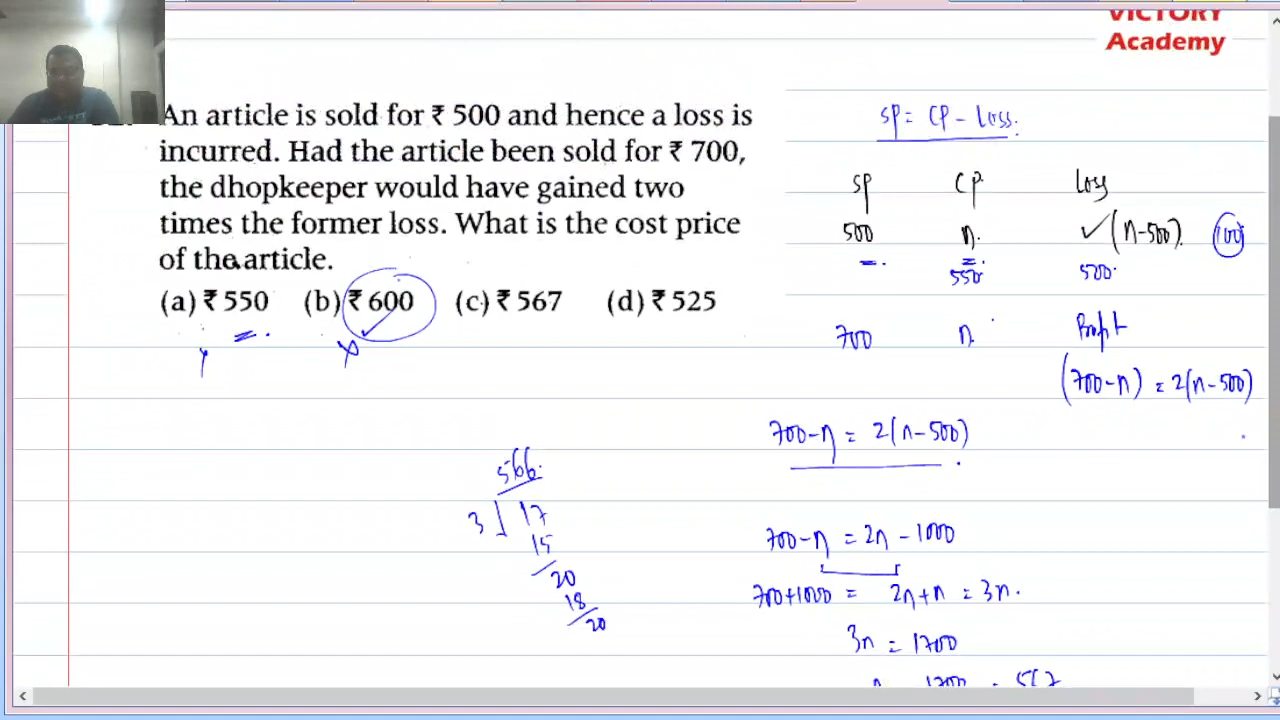 VICTORY
Academy
An article is sold for ₹ 500 and hence a loss is
incurred. Had the article been sold for ₹ 700,
the dhopkeeper would have gained two
times the former loss. What is the cost price
of the article.
(a) ₹ 550 (b) ₹ 600 (c) ₹ 567 (d) ₹ 525
SP = CP - Loss.
SP CP Loss
500 n. (n-500). 100
550 500.
700 n. Profit
(700-n) = 2(n-500)
700-n = 2(n-500)
566.
3 17
15
20
18
20
700-n = 2n - 1000
700+1000 = 2n+n = 3n.
3n = 1700